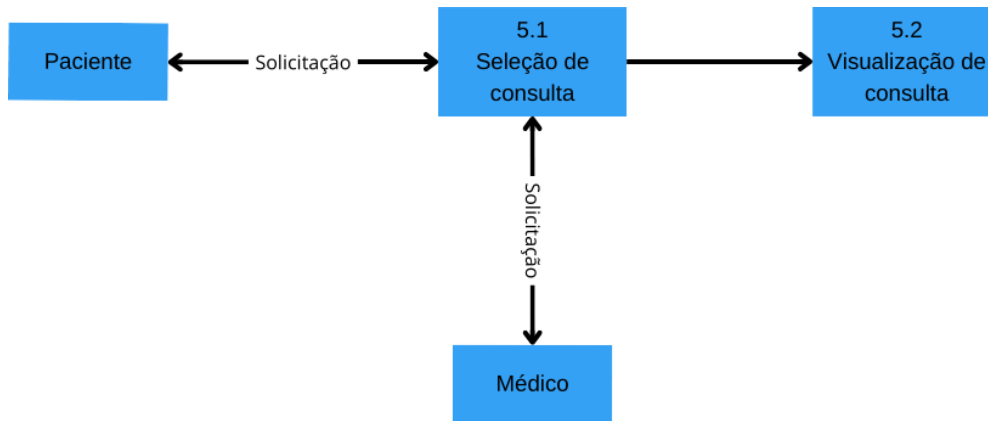 Paciente
Solicitação
5.1
Seleção de
consulta
5.2
Visualização de
consulta
Solicitação
Médico